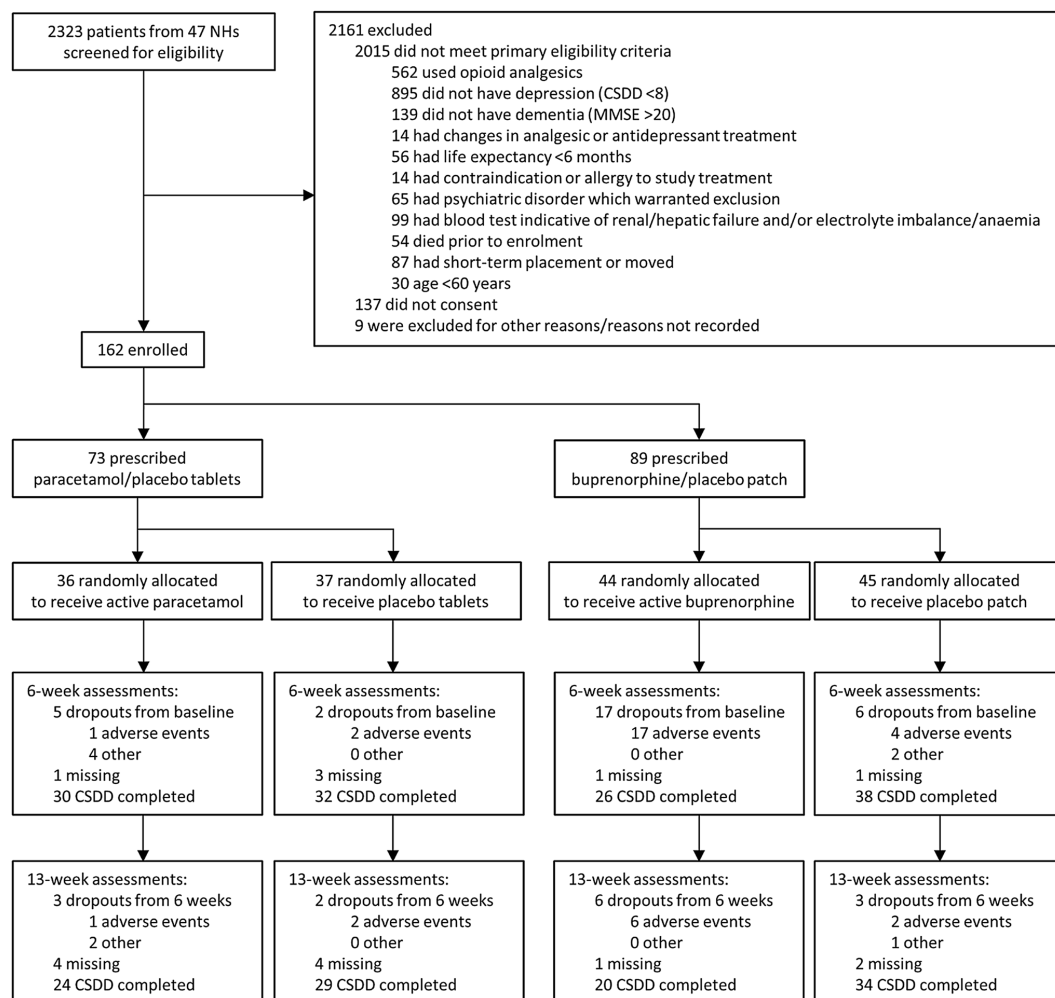 2323 patients from 47 NHs
screened for eligibility
2161 excluded
2015 did not meet primary eligibility criteria
562 used opioid analgesics
895 did not have depression (CSDD <8)
139 did not have dementia (MMSE >20)
14 had changes in analgesic or antidepressant treatment
56 had life expectancy <6 months
14 had contraindication or allergy to study treatment
65 had psychiatric disorder which warranted exclusion
99 had blood test indicative of renal/hepatic failure and/or electrolyte imbalance/anaemia
54 died prior to enrolment
87 had short-term placement or moved
30 age <60 years
137 did not consent
9 were excluded for other reasons/reasons not recorded
162 enrolled
73 prescribed
paracetamol/placebo tablets
89 prescribed
buprenorphine/placebo patch
36 randomly allocated
to receive active paracetamol
37 randomly allocated
to receive placebo tablets
44 randomly allocated
to receive active buprenorphine
45 randomly allocated
to receive placebo patch
6-week assessments:
5 dropouts from baseline
1 adverse events
4 other
1 missing
30 CSDD completed
6-week assessments:
2 dropouts from baseline
2 adverse events
0 other
3 missing
32 CSDD completed
6-week assessments:
17 dropouts from baseline
17 adverse events
0 other
1 missing
26 CSDD completed
6-week assessments:
6 dropouts from baseline
4 adverse events
2 other
1 missing
38 CSDD completed
13-week assessments:
3 dropouts from 6 weeks
1 adverse events
2 other
4 missing
24 CSDD completed
13-week assessments:
2 dropouts from 6 weeks
2 adverse events
0 other
4 missing
29 CSDD completed
13-week assessments:
6 dropouts from 6 weeks
6 adverse events
0 other
1 missing
20 CSDD completed
13-week assessments:
3 dropouts from 6 weeks
2 adverse events
1 other
2 missing
34 CSDD completed